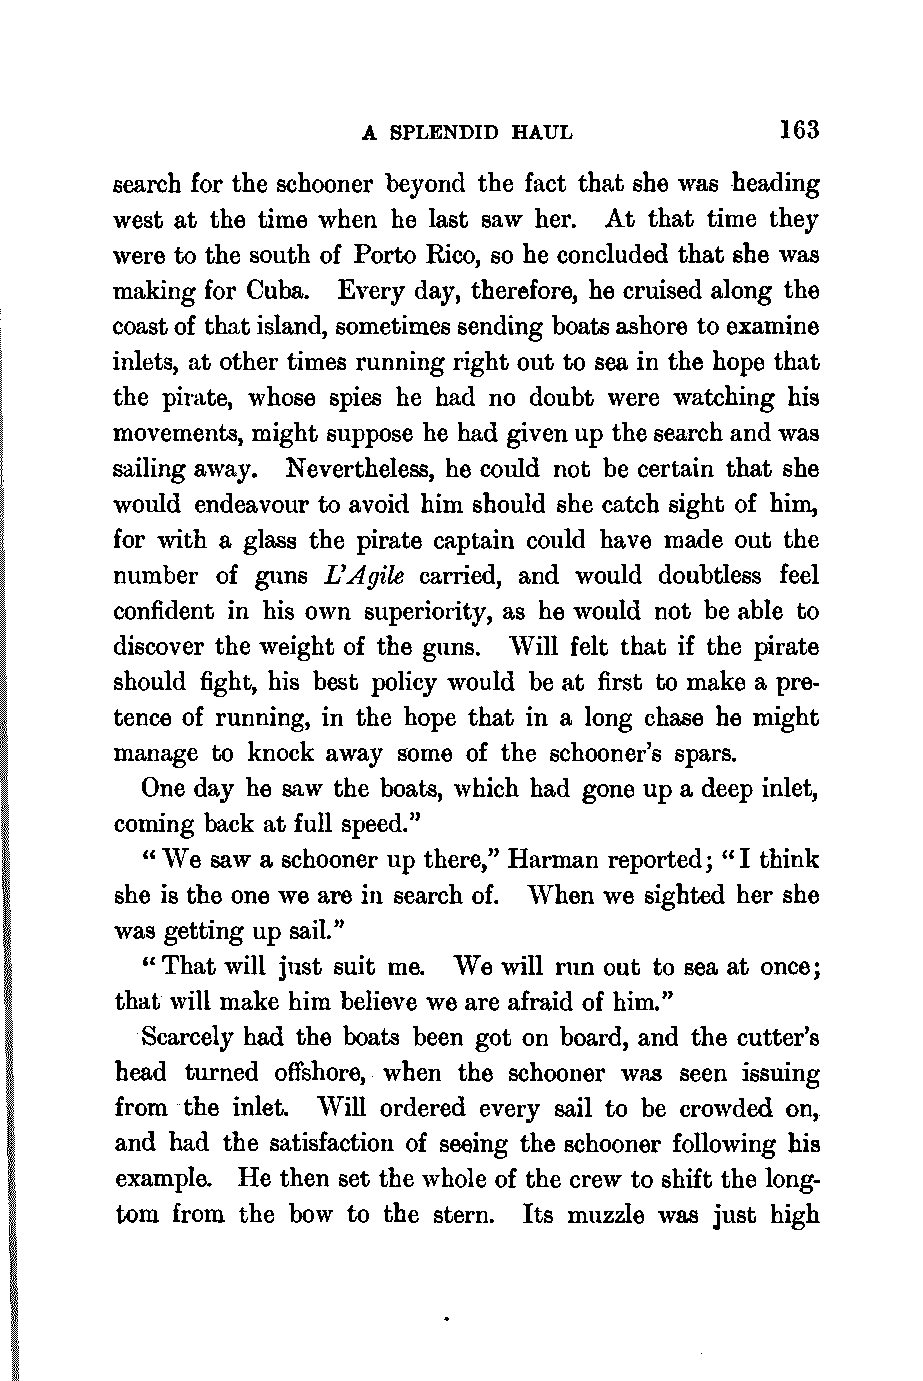 A SPLENDID HAUL 163
search for the schooner beyond the fact that she was heading
west at the time when he last saw her. At that time they
were to the south of Porto Rico, so he concluded that she was
making for Cuba. Every day, therefore, he cruised along the
coast of that island, sometimes sending boats ashore to examine
inlets, at other times running right out to sea in the hope that
the pirate, whose spies he had no doubt were watching his
movements, might suppose he had given up the search and was
sailing away. Nevertheless, he could not be certain that she
would endeavour to avoid him should she catch sight of him,
for with a glass the pirate captain could have made out the
number of guns L'Agile carried, and would doubtless feel
confident in his own superiority, as he would not be able to
discover the weight of the guns. Will felt that if the pirate
should fight, his best policy would be at first to make a pre-
tence of running, in the hope that in a long chase he might
manage to knock away some of the schooner's spars.
One day he saw the boats, which had gone up a deep inlet,
coming back at full speed."
"We saw a schooner up there," Harman reported; "I think
she is the one we are in search of. When we sighted her she
was getting up sail."
"That will just suit me. We will run out to sea at once;
that will make him believe we are afraid of him."
Scarcely had the boats been got on board, and the cutter's
head turned offshore, when the schooner was seen issuing
from the inlet. Will ordered every sail to be crowded on,
and had the satisfaction of seeing the schooner following his
example. He then set the whole of the crew to shift the long-
tom from the bow to the stern. Its muzzle was just high